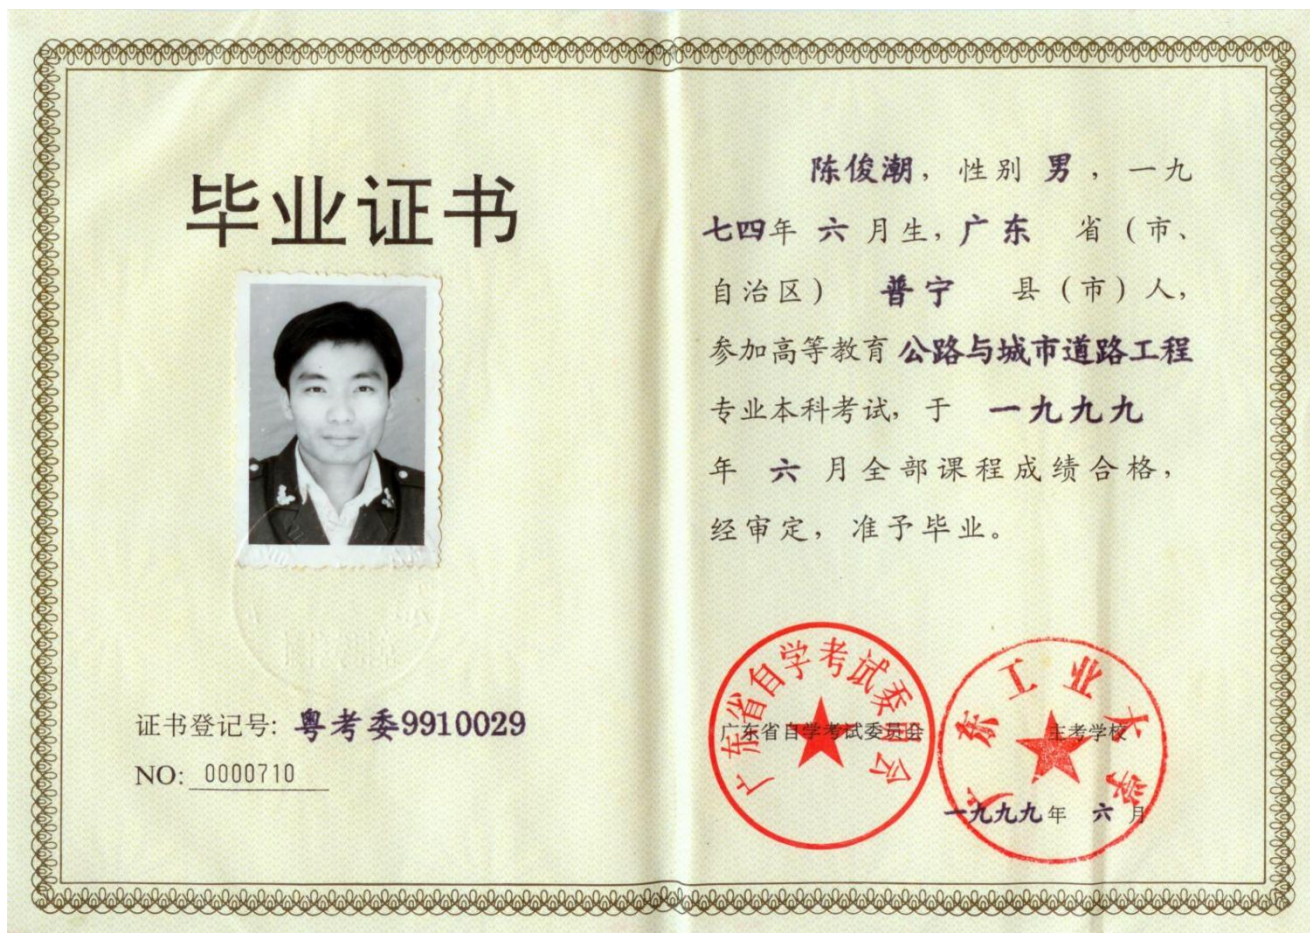 毕业证书
证书登记号: 粤考委9910029
NO: 0000710
陈俊潮, 性别 男, 一九
七四年 六 月生, 广东 省(市、
自治区) 普宁 县(市)人,
参加高等教育 公路与城市道路工程
专业本科考试, 于 一九九九
年 六 月全部课程成绩合格,
经审定, 准予毕业。
广东省自学考试委员会
广东省自学考试委员会
广东工业大学
主考学校
一九九九年 六 月